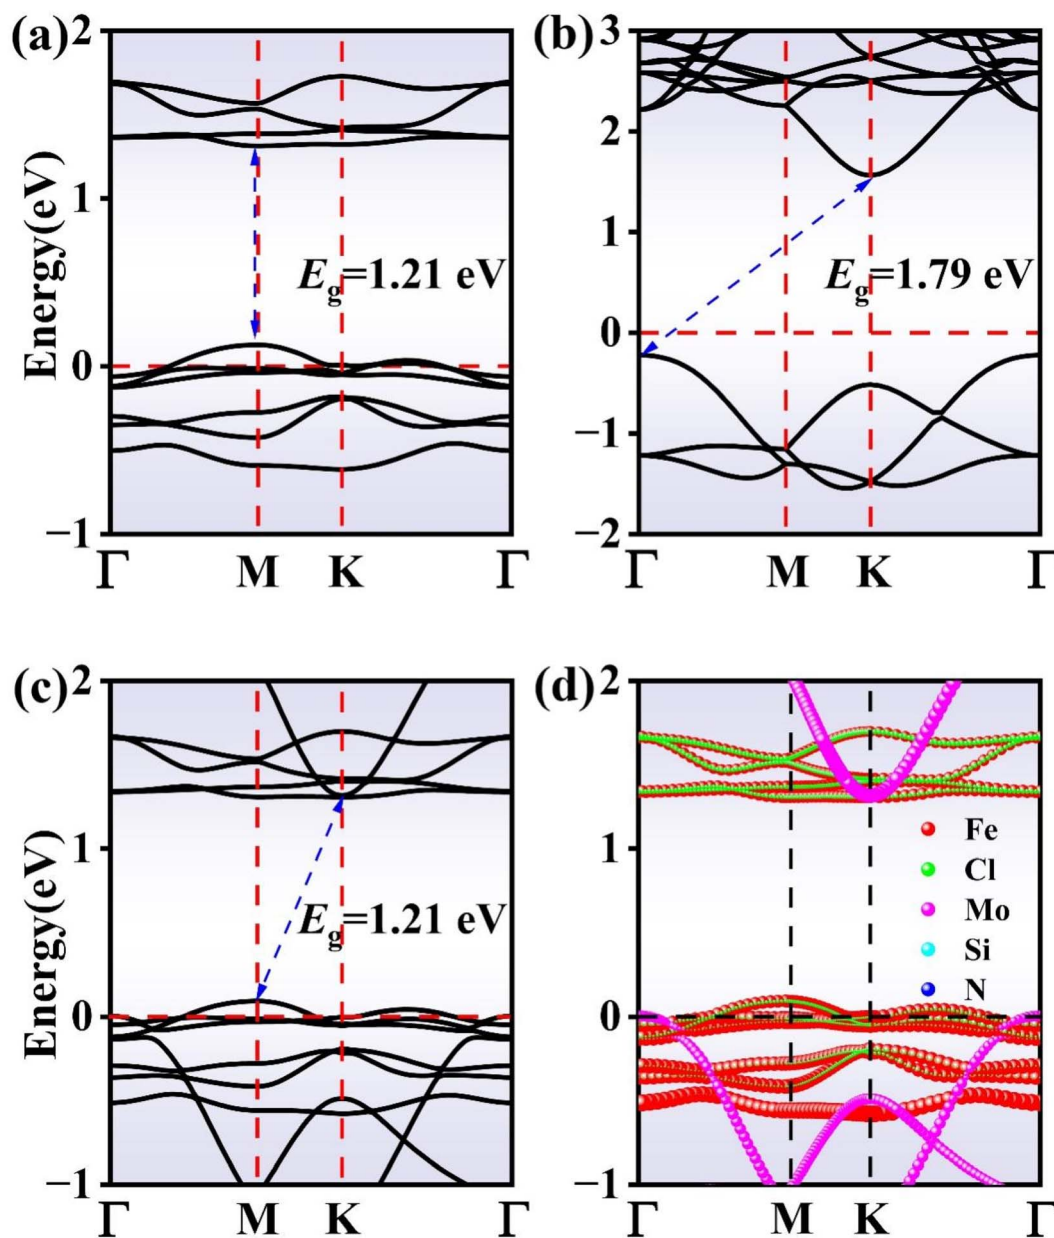 (a)
2
1
0
−1
Energy(eV)
E_g=1.21 eV
Γ M K Γ
(b)
3
2
1
0
−1
−2
E_g=1.79 eV
Γ M K Γ
(c)
2
1
0
−1
Energy(eV)
E_g=1.21 eV
Γ M K Γ
(d)
2
1
0
−1
Fe
Cl
Mo
Si
N
Γ M K Γ